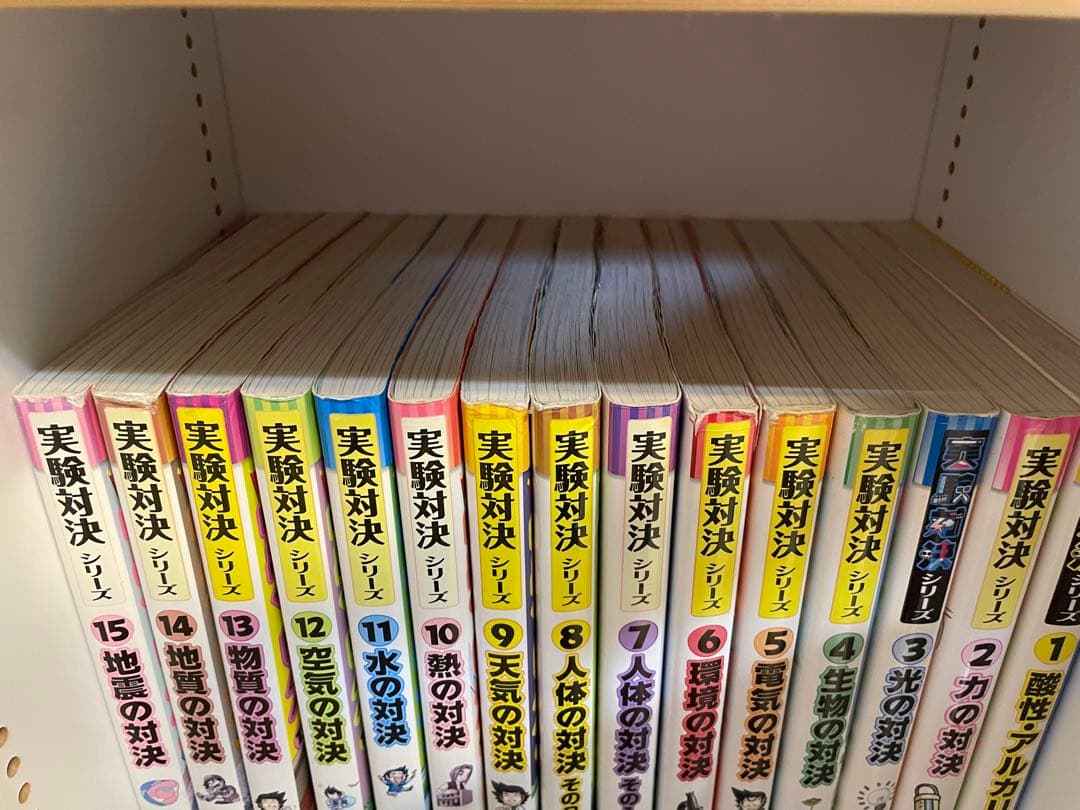 実験対決シリーズ
15 地震の対決
実験対決シリーズ
14 地質の対決
実験対決シリーズ
13 物質の対決
実験対決シリーズ
12 空気の対決
実験対決シリーズ
11 水の対決
実験対決シリーズ
10 熱の対決
実験対決シリーズ
9 天気の対決
実験対決シリーズ
8 人体の対決 その
実験対決シリーズ
7 人体の対決 その
実験対決シリーズ
6 環境の対決
実験対決シリーズ
5 電気の対決
実験対決シリーズ
4 生物の対決
実験対決シリーズ
3 光の対決
実験対決シリーズ
2 力の対決
ズ
1 酸性・アルカ